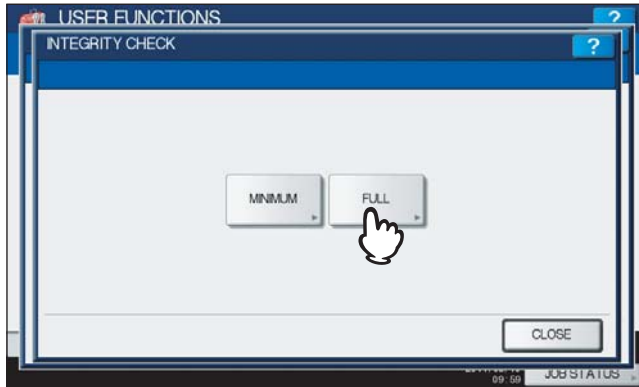 USER FUNCTIONS
?
INTEGRITY CHECK
?
MINIMUM
FULL
CLOSE
09:59
JOB STATUS